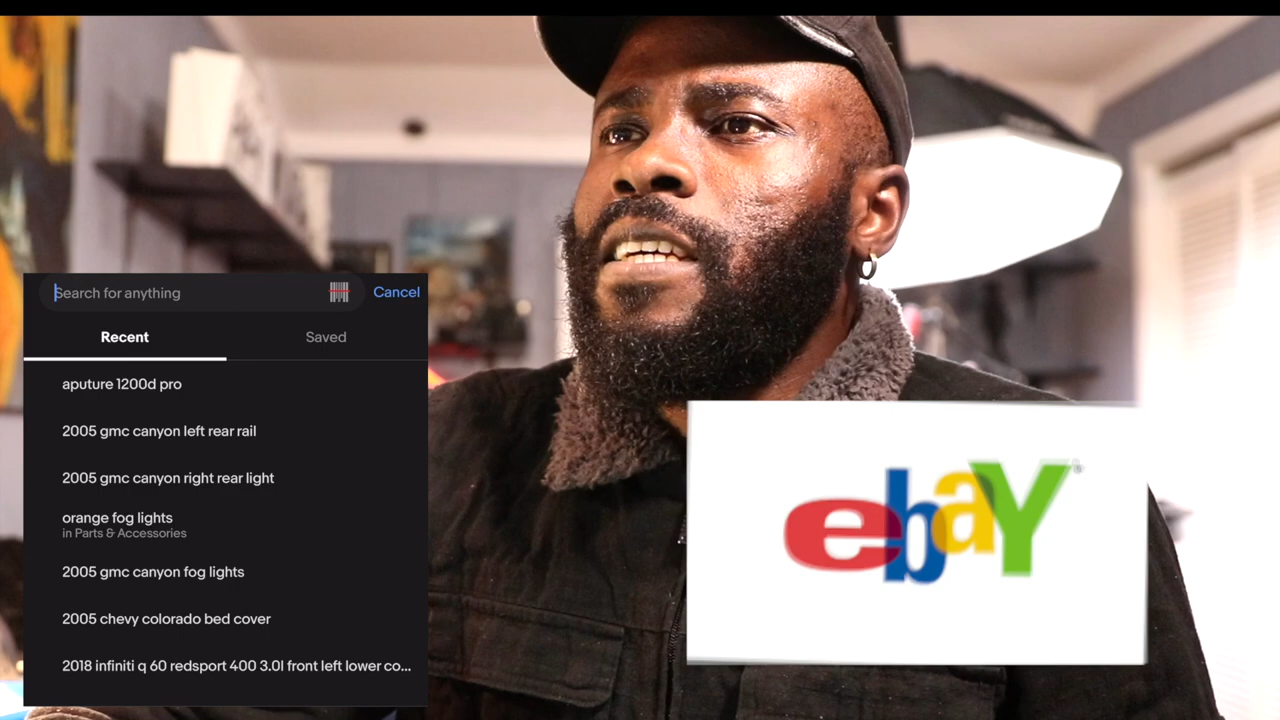 Search for anything
Cancel
Recent
Saved
aputure 1200d pro
2005 gmc canyon left rear rail
2005 gmc canyon right rear light
orange fog lights
in Parts & Accessories
2005 gmc canyon fog lights
2005 chevy colorado bed cover
2018 infiniti q 60 redsport 400 3.0l front left lower co...
ebaY